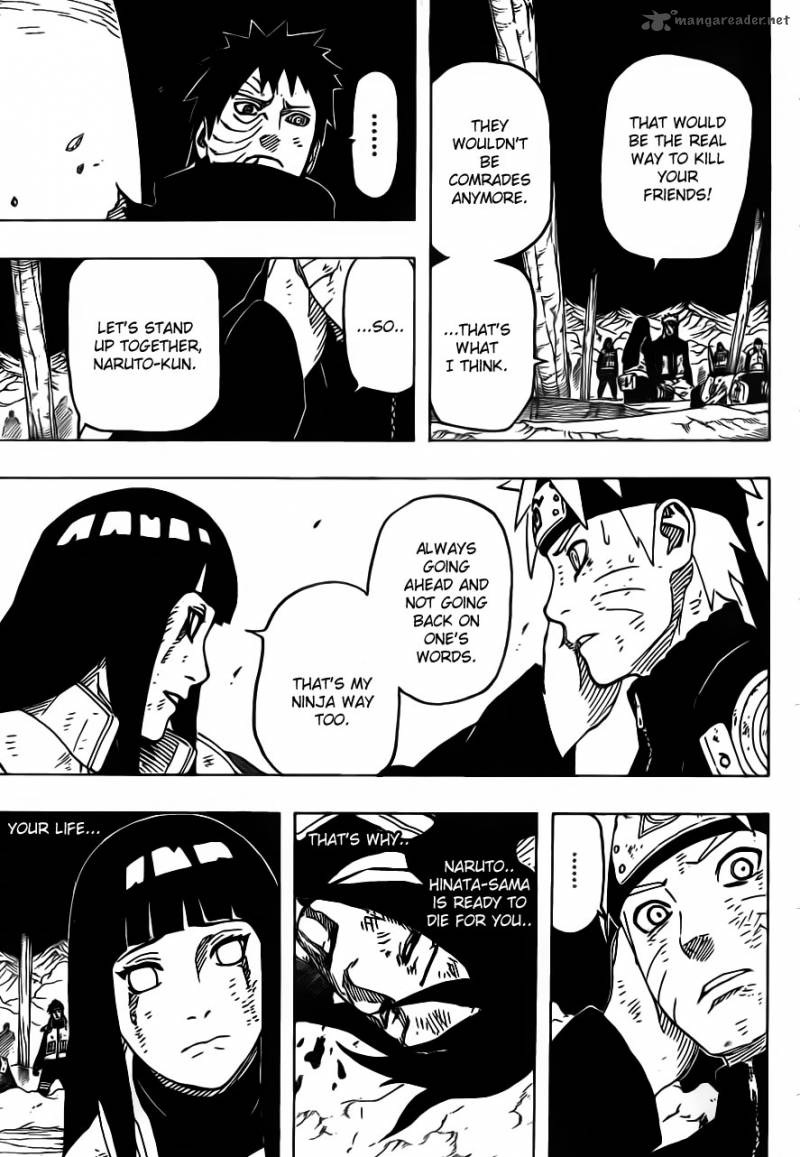 mangareader.net
THAT WOULD
BE THE REAL
WAY TO KILL
YOUR
FRIENDS!
THEY
WOULDN'T
BE
COMRADES
ANYMORE.
...THAT'S
WHAT
I THINK.
........
...SO..
LET'S STAND
UP TOGETHER,
NARUTO-KUN.
ALWAYS
GOING
AHEAD AND
NOT GOING
BACK ON
ONE'S
WORDS.
THAT'S MY
NINJA WAY
TOO.
........
NARUTO..
HINATA-SAMA
IS READY TO
DIE FOR YOU..
THAT'S WHY..
YOUR LIFE...